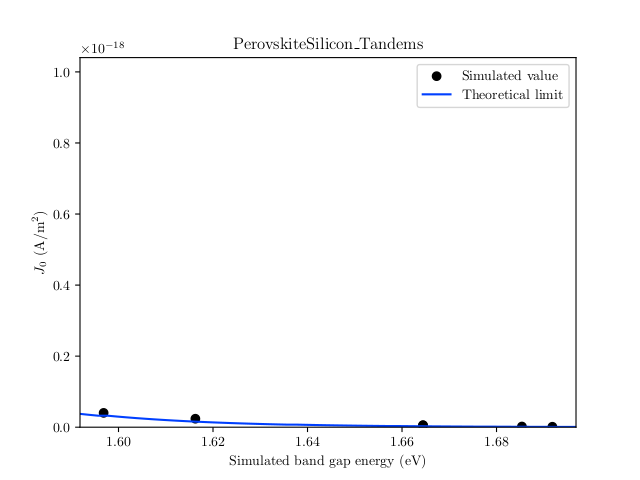 PerovskiteSilicon_Tandems
×10⁻¹⁸
1.0
0.8
0.6
0.4
0.2
0.0
J₀ (A/m²)
Simulated value
Theoretical limit
1.60 1.62 1.64 1.66 1.68
Simulated band gap energy (eV)